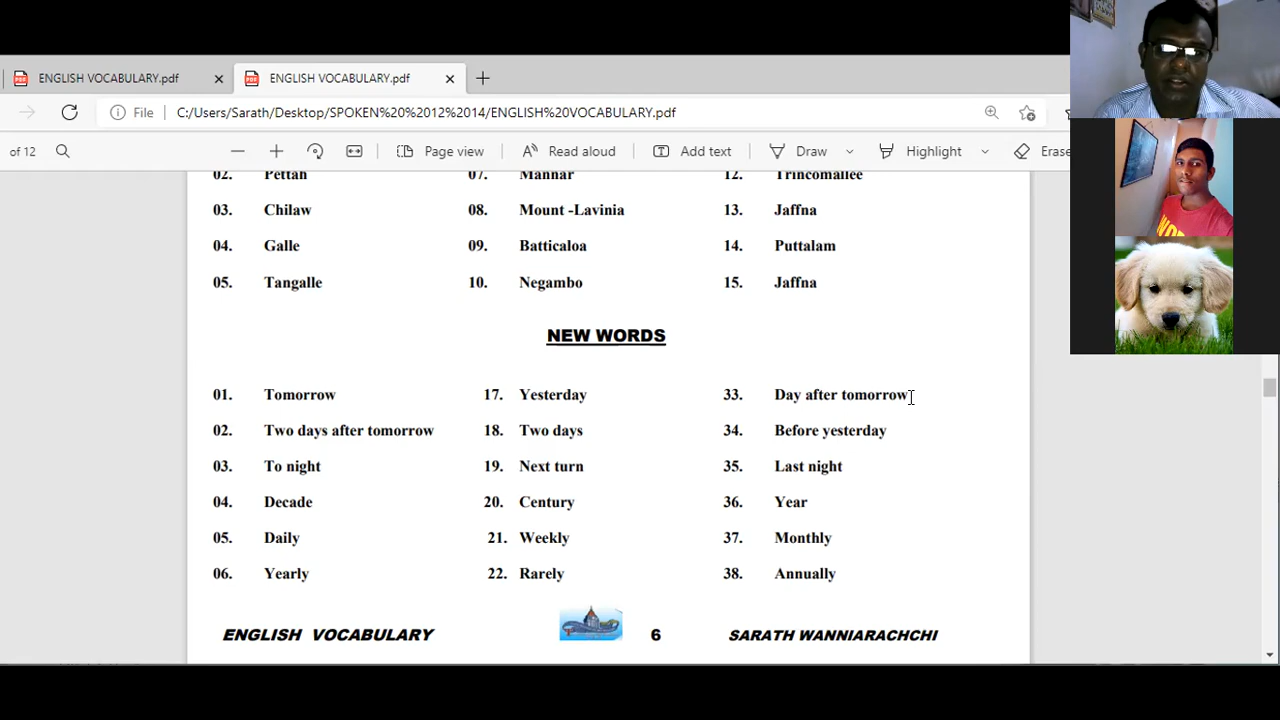 ENGLISH VOCABULARY.pdf ENGLISH VOCABULARY.pdf
File C:/Users/Sarath/Desktop/SPOKEN%20%2012%2014/ENGLISH%20VOCABULARY.pdf
of 12 Page view Read aloud Add text Draw Highlight Erase
02. Pettah 07. Mannar 12. Trincomallee
03. Chilaw 08. Mount -Lavinia 13. Jaffna
04. Galle 09. Batticaloa 14. Puttalam
05. Tangalle 10. Negambo 15. Jaffna
NEW WORDS
01. Tomorrow 17. Yesterday 33. Day after tomorrow
02. Two days after tomorrow 18. Two days 34. Before yesterday
03. To night 19. Next turn 35. Last night
04. Decade 20. Century 36. Year
05. Daily 21. Weekly 37. Monthly
06. Yearly 22. Rarely 38. Annually
ENGLISH VOCABULARY 6 SARATH WANNIARACHCHI